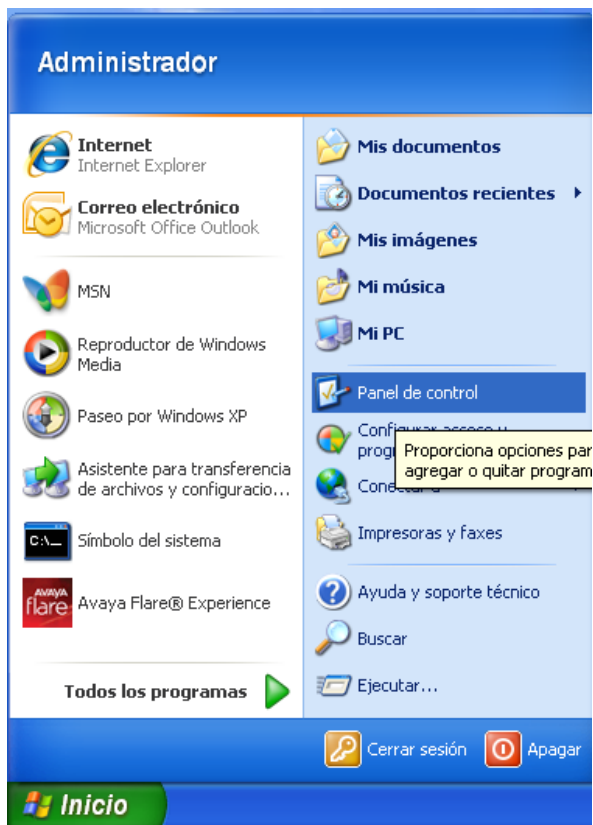 Administrador
Internet
Internet Explorer
Correo electrónico
Microsoft Office Outlook
MSN
Reproductor de Windows
Media
Paseo por Windows XP
Asistente para transferencia
de archivos y configuracio...
C:\_
Símbolo del sistema
AVAYA
flare
Avaya Flare® Experience
Todos los programas
Mis documentos
Documentos recientes
Mis imágenes
Mi música
Mi PC
Panel de control
Proporciona opciones par
agregar o quitar program
Impresoras y faxes
Ayuda y soporte técnico
Buscar
Ejecutar...
Cerrar sesión
Apagar
Inicio